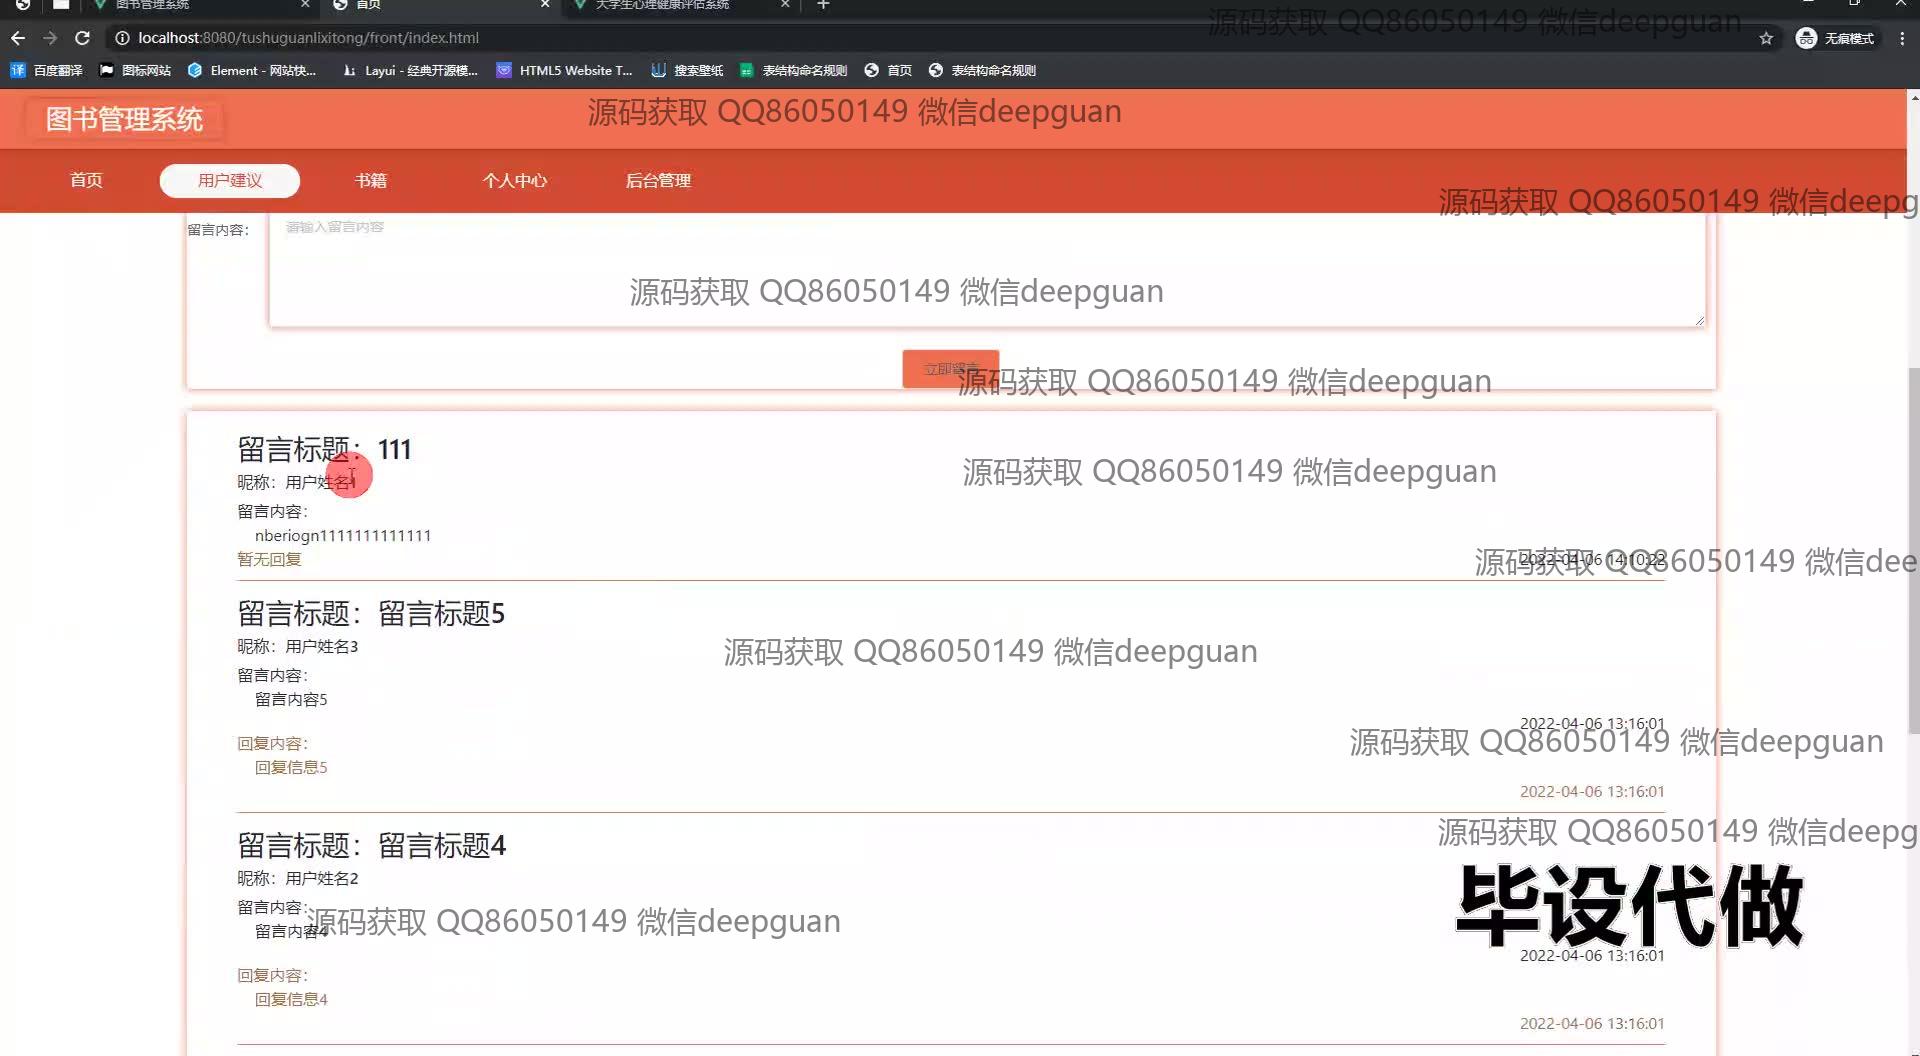 图书管理系统
首页
大学生心理健康评估系统
源码获取 QQ86050149 微信deepguan
localhost:8080/tushuguanlixitong/front/index.html
无痕模式
百度翻译
图标网站
Element - 网站快...
Layui - 经典开源模...
HTML5 Website T...
搜索壁纸
表结构命名规则
首页
表结构命名规则
图书管理系统
源码获取 QQ86050149 微信deepguan
首页
用户建议
书籍
个人中心
后台管理
源码获取 QQ86050149 微信deepg
留言内容：
请输入留言内容
源码获取 QQ86050149 微信deepguan
立即留言
源码获取 QQ86050149 微信deepguan
留言标题：111
源码获取 QQ86050149 微信deepguan
昵称：用户姓名1
留言内容：
nberiogn1111111111111
暂无回复
2022-04-06 14:10:22
源码获取 QQ86050149 微信dee
留言标题：留言标题5
昵称：用户姓名3
源码获取 QQ86050149 微信deepguan
留言内容：
留言内容5
2022-04-06 13:16:01
回复内容：
源码获取 QQ86050149 微信deepguan
回复信息5
2022-04-06 13:16:01
源码获取 QQ86050149 微信deepg
留言标题：留言标题4
昵称：用户姓名2
毕设代做
留言内容：
源码获取 QQ86050149 微信deepguan
留言内容4
2022-04-06 13:16:01
回复内容：
回复信息4
2022-04-06 13:16:01